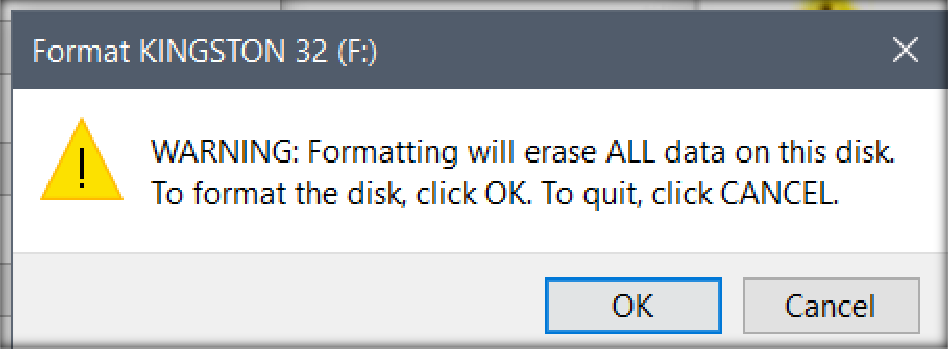 Format KINGSTON 32 (F:)
WARNING: Formatting will erase ALL data on this disk.
To format the disk, click OK. To quit, click CANCEL.
OK
Cancel